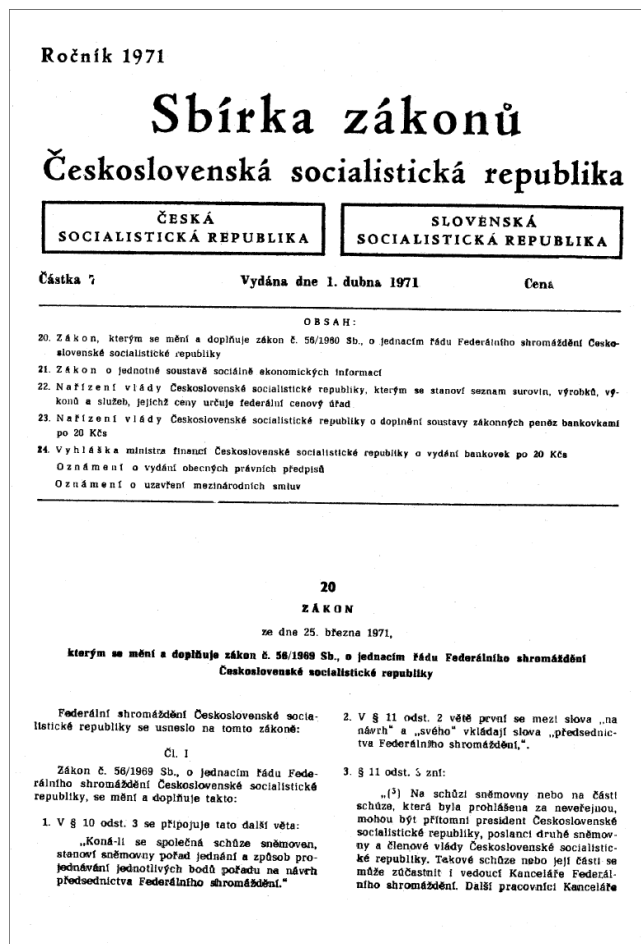 Ročník 1971
Sbírka zákonů
Československá socialistická republika
ČESKÁ
SOCIALISTICKÁ REPUBLIKA
SLOVENSKÁ
SOCIALISTICKÁ REPUBLIKA
Částka 7
Vydána dne 1. dubna 1971
Cena
OBSAH:
20. Zákon, kterým se mění a doplňuje zákon č. 56/1960 Sb., o jednacím řádu Federálního shromáždění Česko-
slovenské socialistické republiky
21. Zákon o jednotné soustavě sociálně ekonomických informací
22. Nařízení vlády Československé socialistické republiky, kterým se stanoví seznam surovin, výrobků, vý-
konů a služeb, jejichž ceny určuje federální cenový úřad
23. Nařízení vlády Československé socialistické republiky o doplnění soustavy zákonných peněz bankovkami
po 20 Kčs
24. Vyhláška ministra financí Československé socialistické republiky o vydání bankovek po 20 Kčs
Oznámení o vydání obecných právních předpisů
Oznámení o uzavření mezinárodních smluv
20
ZÁKON
ze dne 25. března 1971,
kterým se mění a doplňuje zákon č. 56/1969 Sb., o jednacím řádu Federálního shromáždění
Československé socialistické republiky
Federální shromáždění Československé socia-
listické republiky se usneslo na tomto zákoně:
Čl. I
Zákon č. 56/1969 Sb., o jednacím řádu Fede-
rálního shromáždění Československé socialistické
republiky, se mění a doplňuje takto:
1. V § 10 odst. 3 se připojuje tato další věta:
„Koná-li se společná schůze sněmoven,
stanoví sněmovny pořad jednání a způsob pro-
jednávání jednotlivých bodů pořadu na návrh
předsednictva Federálního shromáždění."
2. V § 11 odst. 2 větě první se mezi slova „na
návrh" a „svého" vkládají slova „předsednic-
tva Federálního shromáždění,".
3. § 11 odst. 3 zní:
„(³) Na schůzi sněmovny nebo na části
schůze, která byla prohlášena za neveřejnou,
mohou být přítomni president Československé
socialistické republiky, poslanci druhé sněmov-
ny a členové vlády Československé socialistic-
ké republiky. Takové schůze nebo její části se
může zúčastnit i vedoucí Kanceláře Federál-
ního shromáždění. Další pracovníci Kanceláře